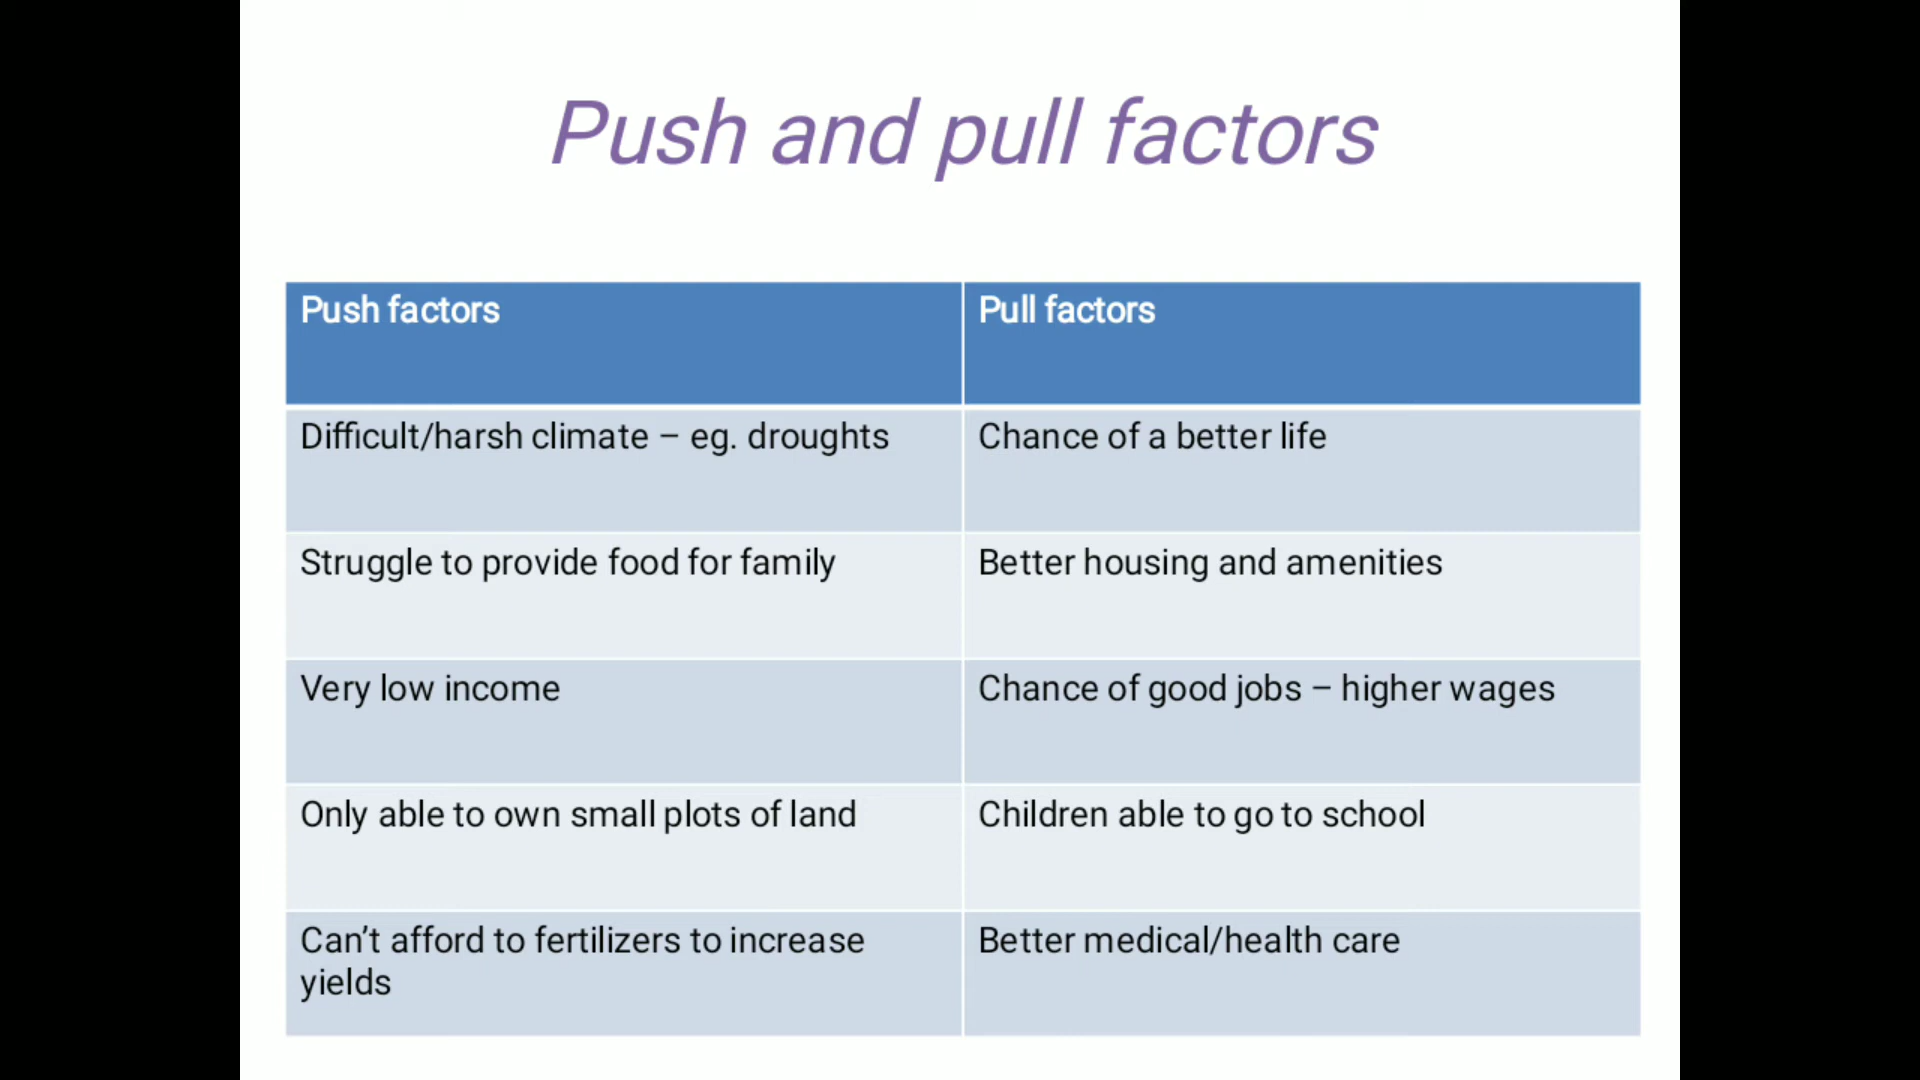 Push and pull factors
Push factors
Pull factors
Difficult/harsh climate – eg. droughts
Chance of a better life
Struggle to provide food for family
Better housing and amenities
Very low income
Chance of good jobs – higher wages
Only able to own small plots of land
Children able to go to school
Can’t afford to fertilizers to increase
yields
Better medical/health care